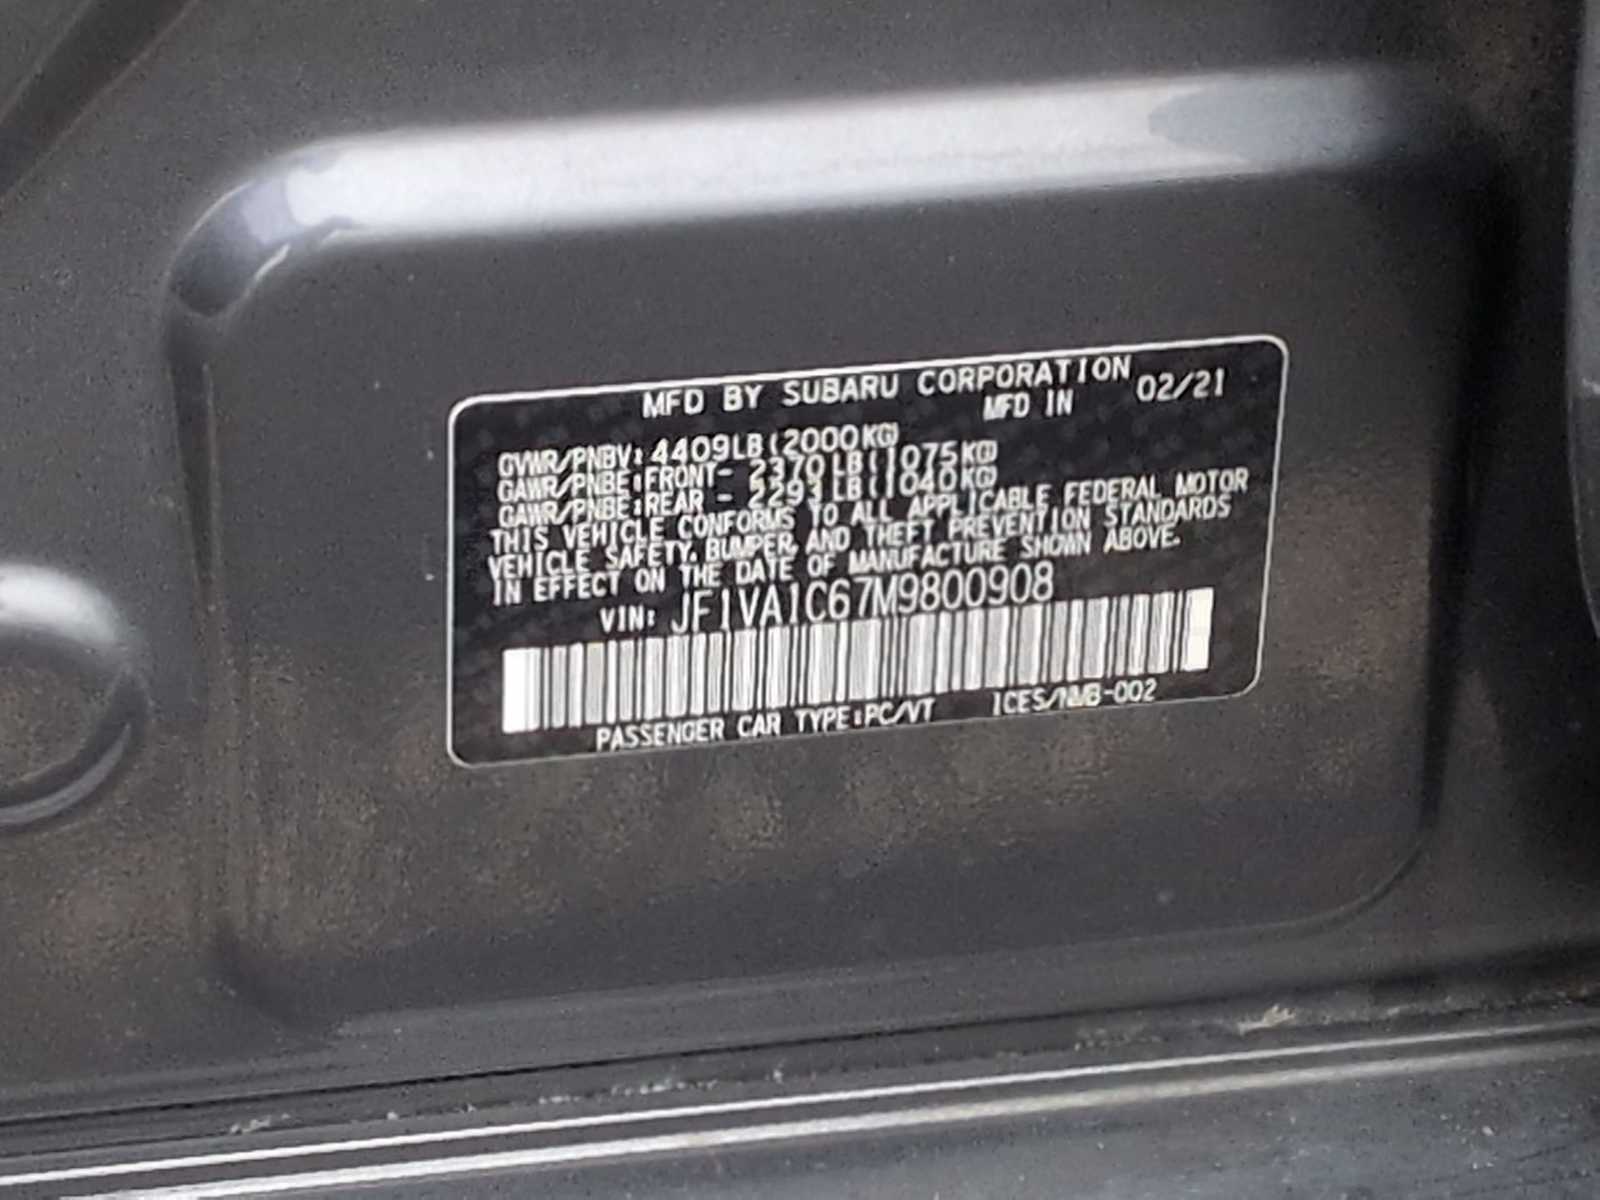 MFD BY SUBARU CORPORATION
MFD IN 02/21
GVWR/PNBV: 4409LB(2000KG)
GAWR/PNBE:FRONT- 2370LB(1075KG)
GAWR/PNBE:REAR - 2293LB(1040KG)
THIS VEHICLE CONFORMS TO ALL APPLICABLE FEDERAL MOTOR
VEHICLE SAFETY, BUMPER, AND THEFT PREVENTION STANDARDS
IN EFFECT ON THE DATE OF MANUFACTURE SHOWN ABOVE.
VIN: JF1VA1C67M9800908
PASSENGER CAR TYPE:PC/VT ICES/NMB-002